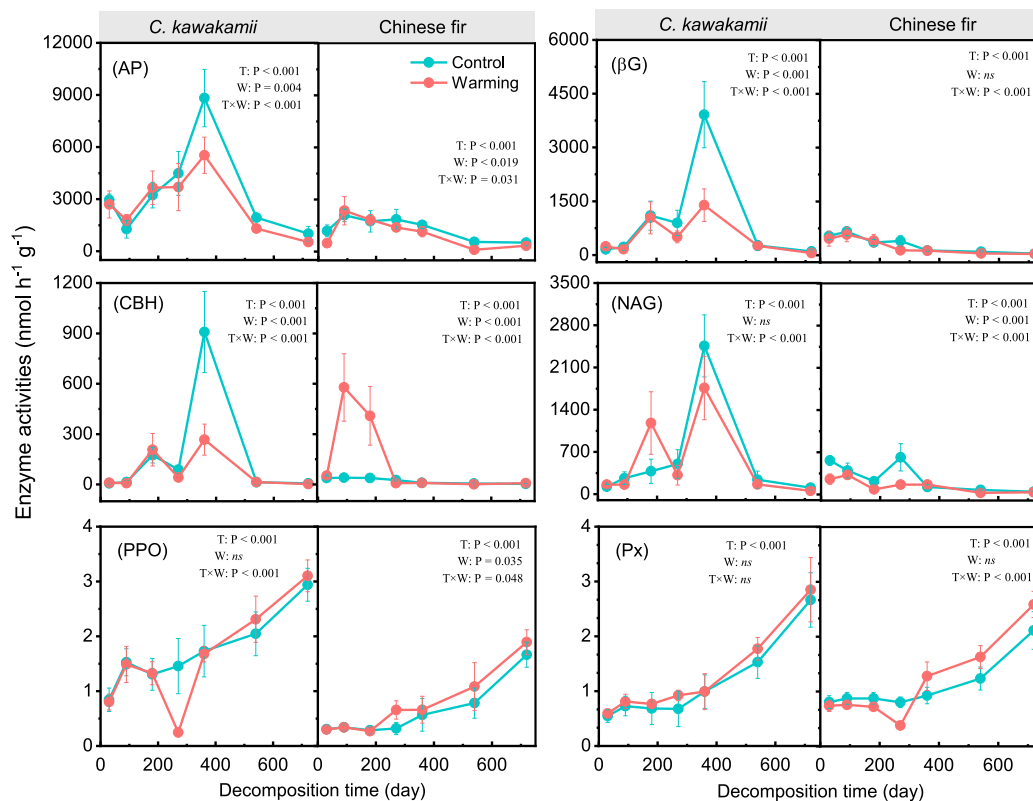 C. kawakamii
Chinese fir
C. kawakamii
Chinese fir
Enzyme activities (nmol h⁻¹ g⁻¹)
12000
9000
6000
3000
0
(AP)
T: P < 0.001
W: P = 0.004
T×W: P < 0.001
Control
Warming
T: P < 0.001
W: P < 0.019
T×W: P = 0.031
6000
4500
3000
1500
0
(βG)
T: P < 0.001
W: P < 0.001
T×W: P < 0.001
T: P < 0.001
W: ns
T×W: P < 0.001
1200
900
600
300
0
(CBH)
T: P < 0.001
W: P < 0.001
T×W: P < 0.001
T: P < 0.001
W: P < 0.001
T×W: P < 0.001
3500
2800
2100
1400
700
0
(NAG)
T: P < 0.001
W: ns
T×W: P < 0.001
T: P < 0.001
W: P < 0.001
T×W: P < 0.001
4
3
2
1
0
(PPO)
T: P < 0.001
W: ns
T×W: P < 0.001
T: P < 0.001
W: P = 0.035
T×W: P = 0.048
4
3
2
1
0
(Px)
T: P < 0.001
W: ns
T×W: ns
T: P < 0.001
W: ns
T×W: P < 0.001
0 200 400 600 0 200 400 600
Decomposition time (day)
0 200 400 600 0 200 400 600
Decomposition time (day)